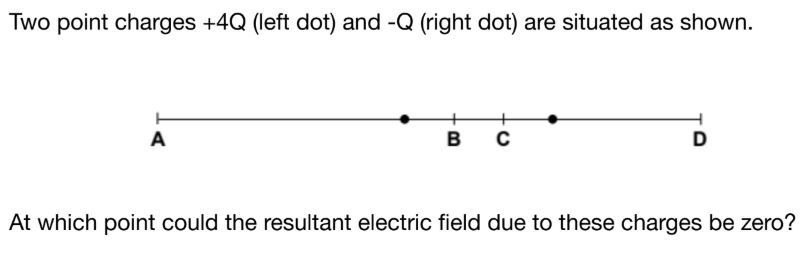 Two point charges +4Q (left dot) and -Q (right dot) are situated as shown.
A B C D
At which point could the resultant electric field due to these charges be zero?